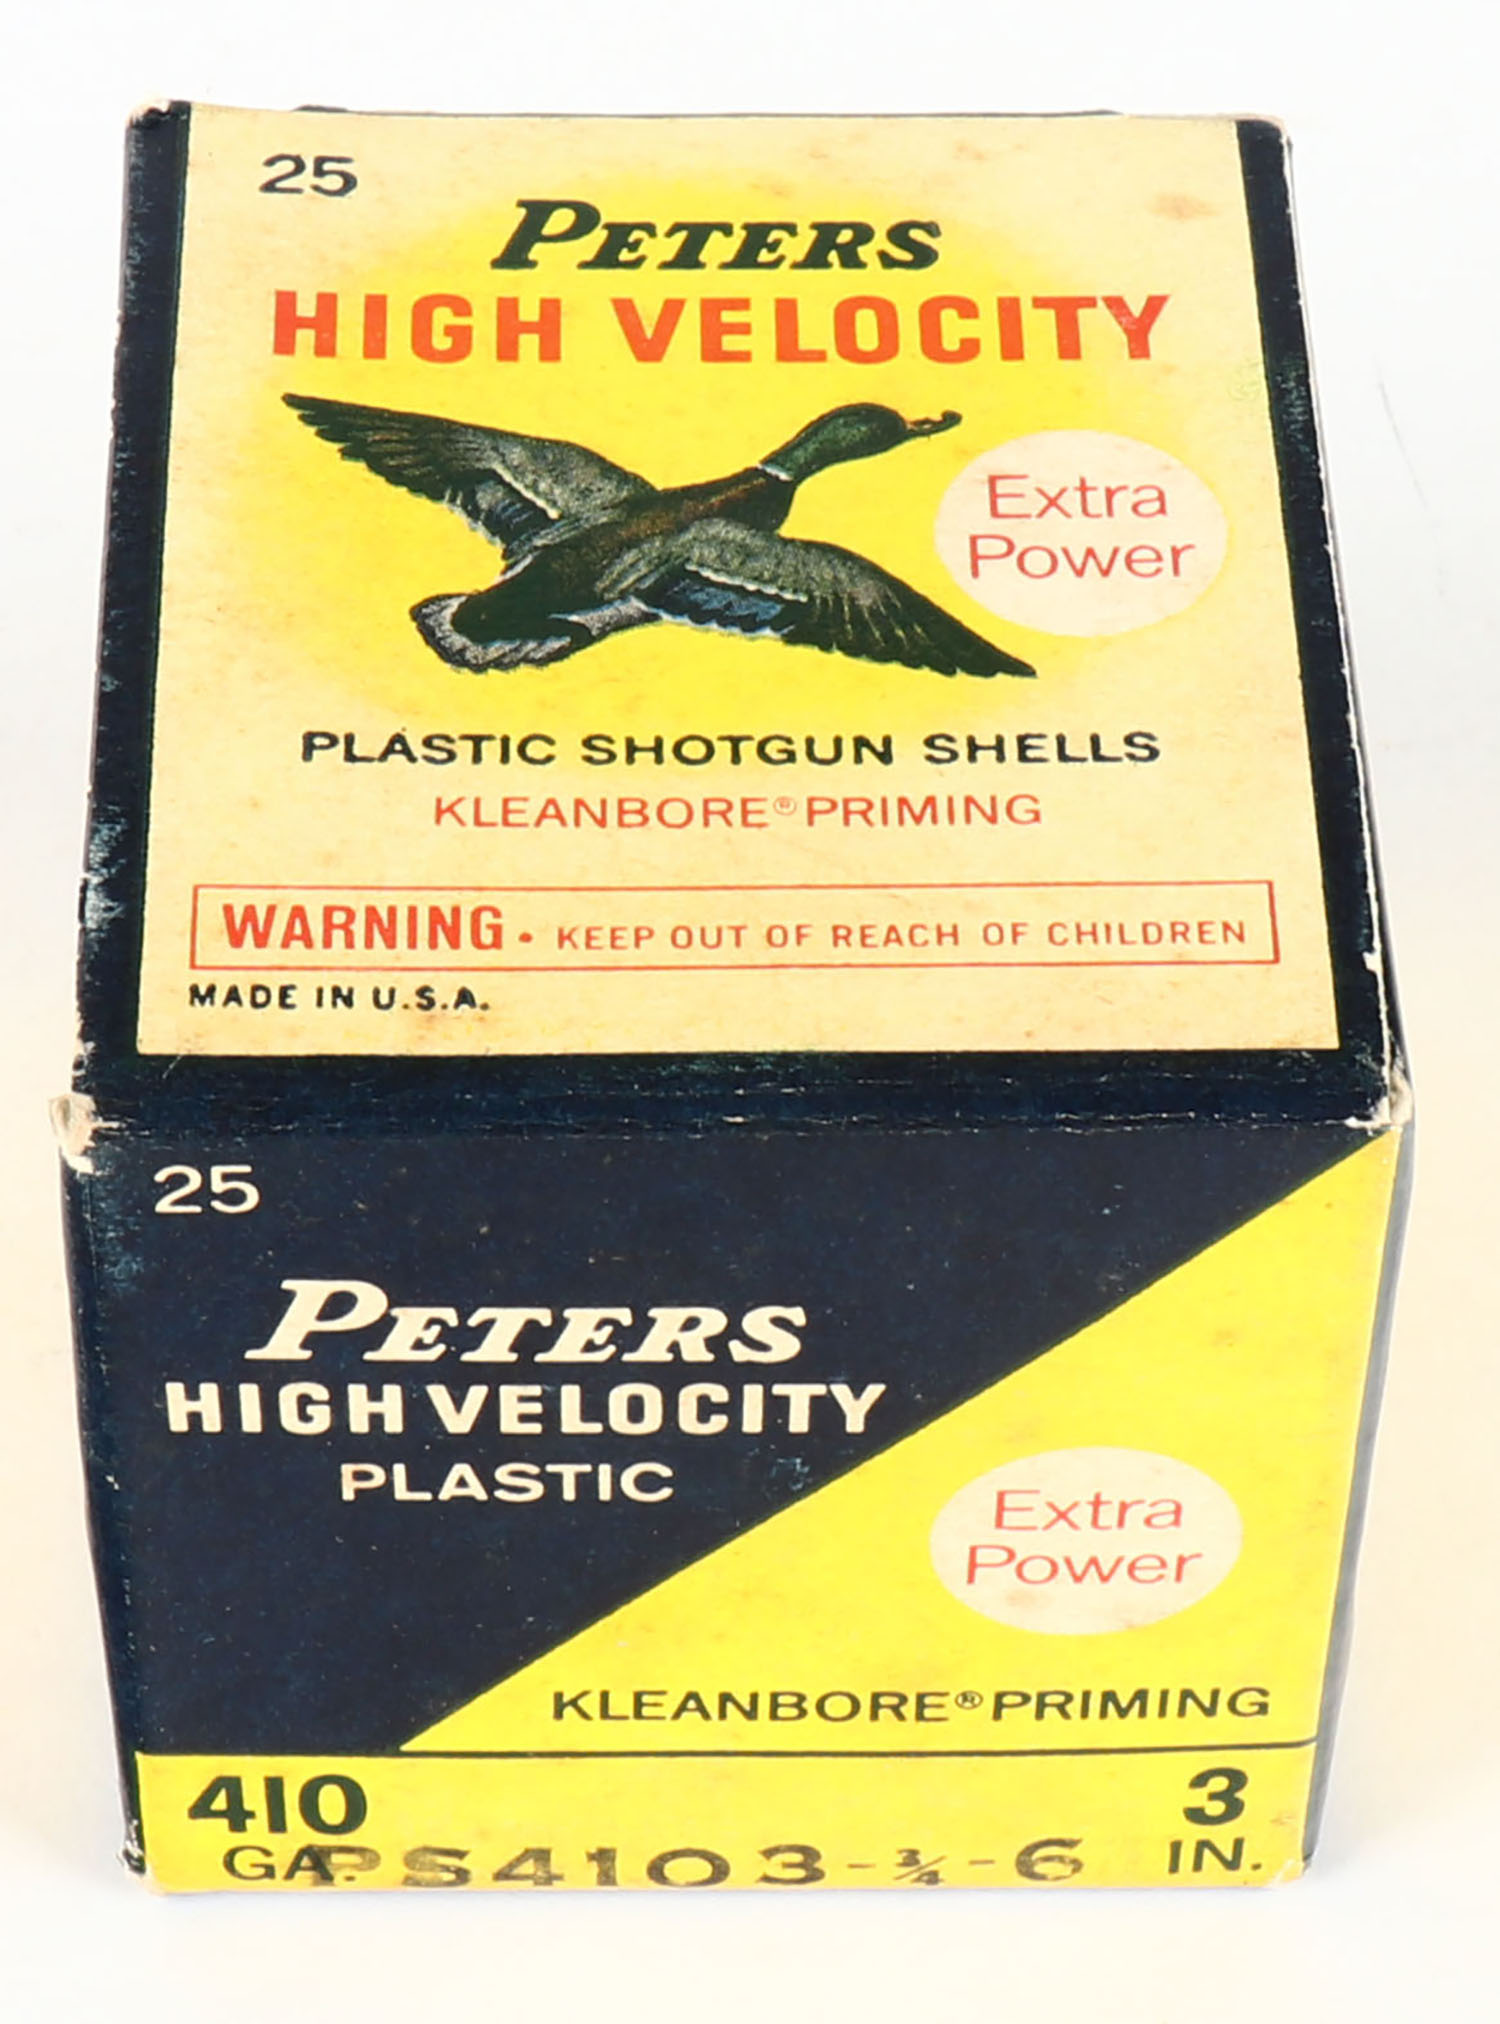 25
PETERS
HIGH VELOCITY
Extra
Power
PLASTIC SHOTGUN SHELLS
KLEANBORE® PRIMING
WARNING • KEEP OUT OF REACH OF CHILDREN
MADE IN U.S.A.
25
PETERS
HIGH VELOCITY
PLASTIC
Extra
Power
KLEANBORE® PRIMING
410
GA.
PS4103-3/4-6
3
IN.